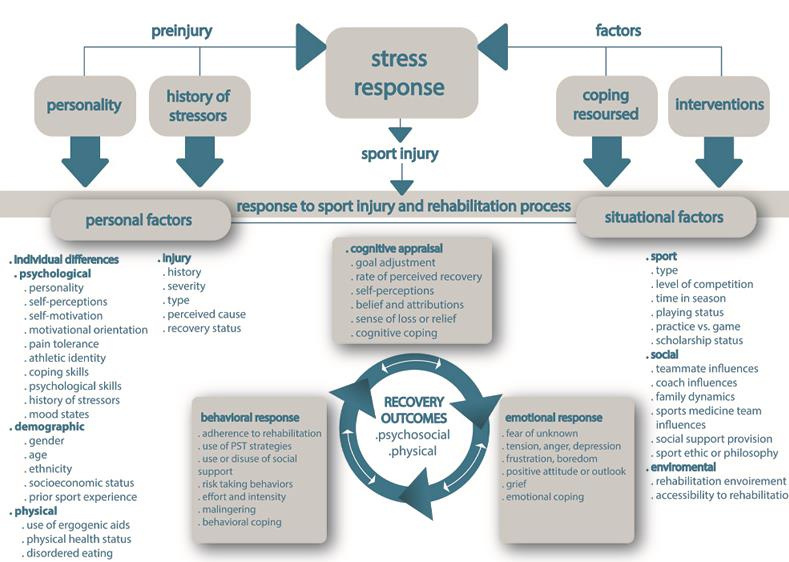 preinjury
factors
stress
response
personality
history of
stressors
coping
resoursed
interventions
sport injury
response to sport injury and rehabilitation process
personal factors
situational factors
. Individual differences
. psychological
. personality
. self-perceptions
. self-motivation
. motivational orientation
. pain tolerance
. athletic identity
. coping skills
. psychological skills
. history of stressors
. mood states
. demographic
. gender
. age
. ethnicity
. socioeconomic status
. prior sport experience
. physical
. use of ergogenic aids
. physical health status
. disordered eating
. injury
. history
. severity
. type
. perceived cause
. recovery status
. cognitive appraisal
. goal adjustment
. rate of perceived recovery
. self-perceptions
. belief and attributions
. sense of loss or relief
. cognitive coping
RECOVERY
OUTCOMES
.psychosocial
.physical
behavioral response
. adherence to rehabilitation
. use of PST strategies
. use or disuse of social
support
. risk taking behaviors
. effort and intensity
. malingering
. behavioral coping
emotional response
. fear of unknown
. tension, anger, depression
. frustration, boredom
. positive attitude or outlook
. grief
. emotional coping
. sport
. type
. level of competition
. time in season
. playing status
. practice vs. game
. scholarship status
. social
. teammate influences
. coach influences
. family dynamics
. sports medicine team
influences
. social support provision
. sport ethic or philosophy
. enviromental
. rehabilitation envoirement
. accessibility to rehabilitatio